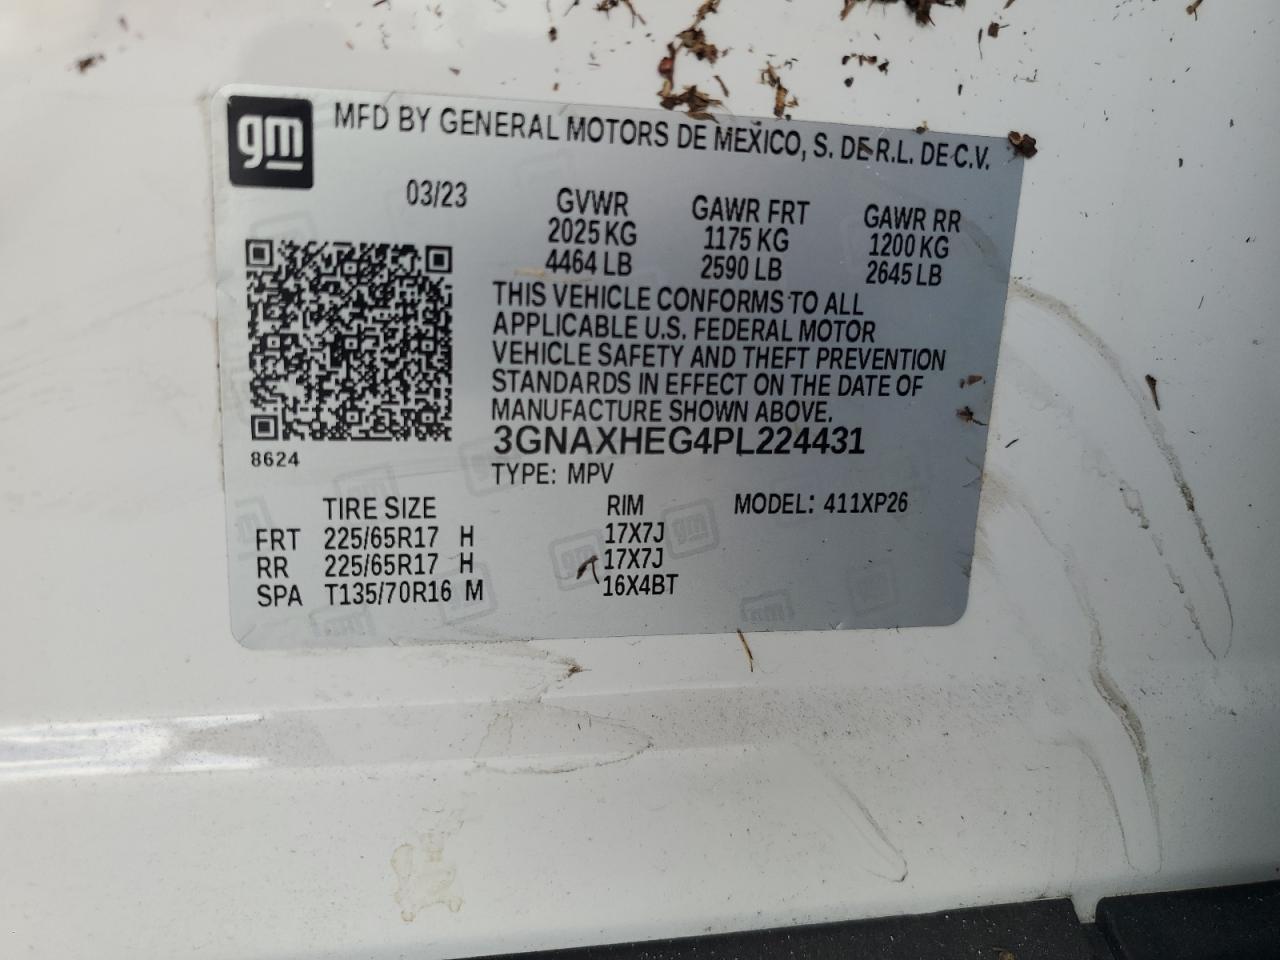 gm
MFD BY GENERAL MOTORS DE MEXICO, S. DE R.L. DE C.V.
03/23
GVWR GAWR FRT GAWR RR
2025 KG 1175 KG 1200 KG
4464 LB 2590 LB 2645 LB
THIS VEHICLE CONFORMS TO ALL
APPLICABLE U.S. FEDERAL MOTOR
VEHICLE SAFETY AND THEFT PREVENTION
STANDARDS IN EFFECT ON THE DATE OF
MANUFACTURE SHOWN ABOVE.
3GNAXHEG4PL224431
8624
TYPE: MPV
TIRE SIZE RIM MODEL: 411XP26
FRT 225/65R17 H 17X7J
RR 225/65R17 H 17X7J
SPA T135/70R16 M 16X4BT